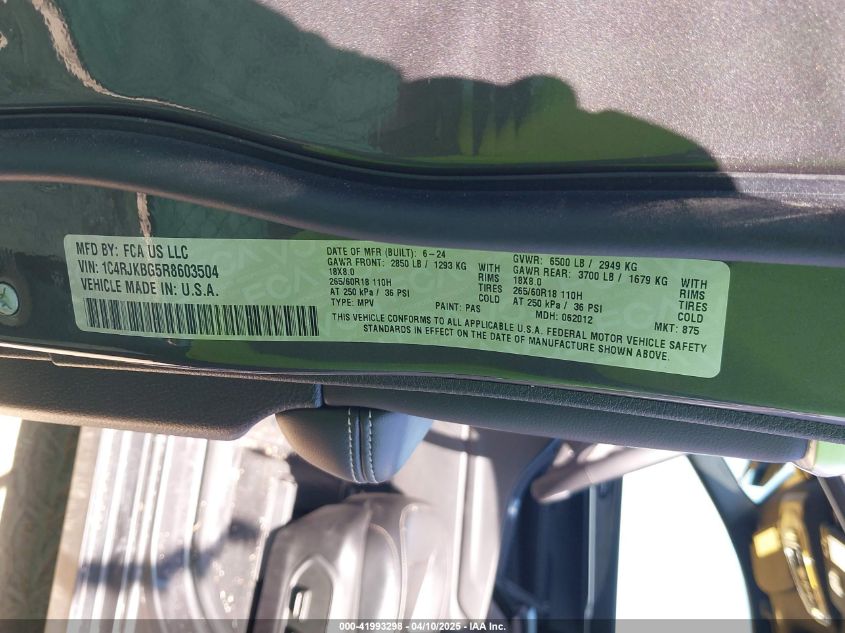 MFD BY: FCA US LLC
VIN: 1C4RJKBG5R8603504
VEHICLE MADE IN: U.S.A.
DATE OF MFR (BUILT): 6-24
GAWR FRONT: 2850 LB / 1293 KG WITH
18X8.0 RIMS
265/60R18 110H TIRES
AT 250 kPa / 36 PSI COLD
TYPE: MPV PAINT: PAS
GVWR: 6500 LB / 2949 KG
GAWR REAR: 3700 LB / 1679 KG WITH
18X8.0 RIMS
265/60R18 110H TIRES
AT 250 kPa / 36 PSI COLD
MDH: 062012 MKT: 875
THIS VEHICLE CONFORMS TO ALL APPLICABLE U.S.A. FEDERAL MOTOR VEHICLE SAFETY
STANDARDS IN EFFECT ON THE DATE OF MANUFACTURE SHOWN ABOVE.
000-41993298 - 04/10/2025 - IAA Inc.